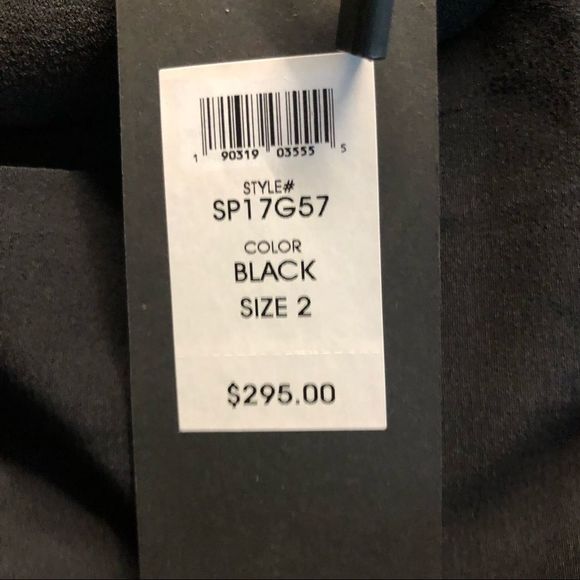 1 90319 03555 5
STYLE#
SP17G57
COLOR
BLACK
SIZE 2
$295.00